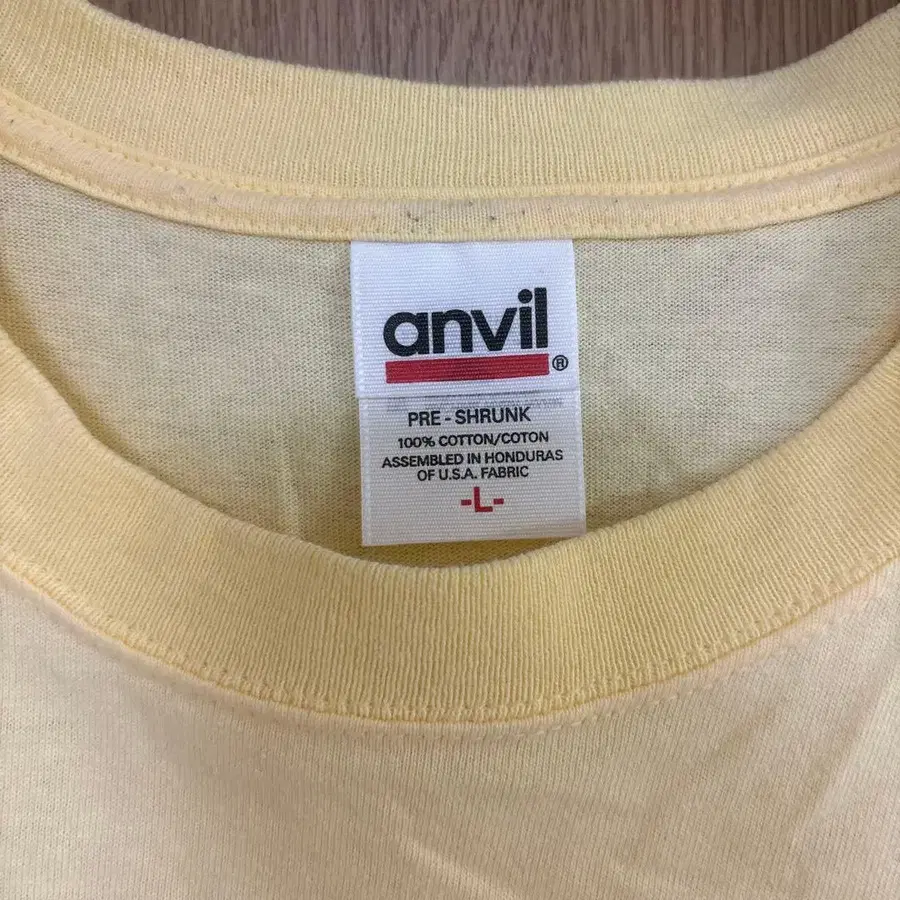 anvil®
PRE - SHRUNK
100% COTTON/COTON
ASSEMBLED IN HONDURAS
OF U.S.A. FABRIC
-L-